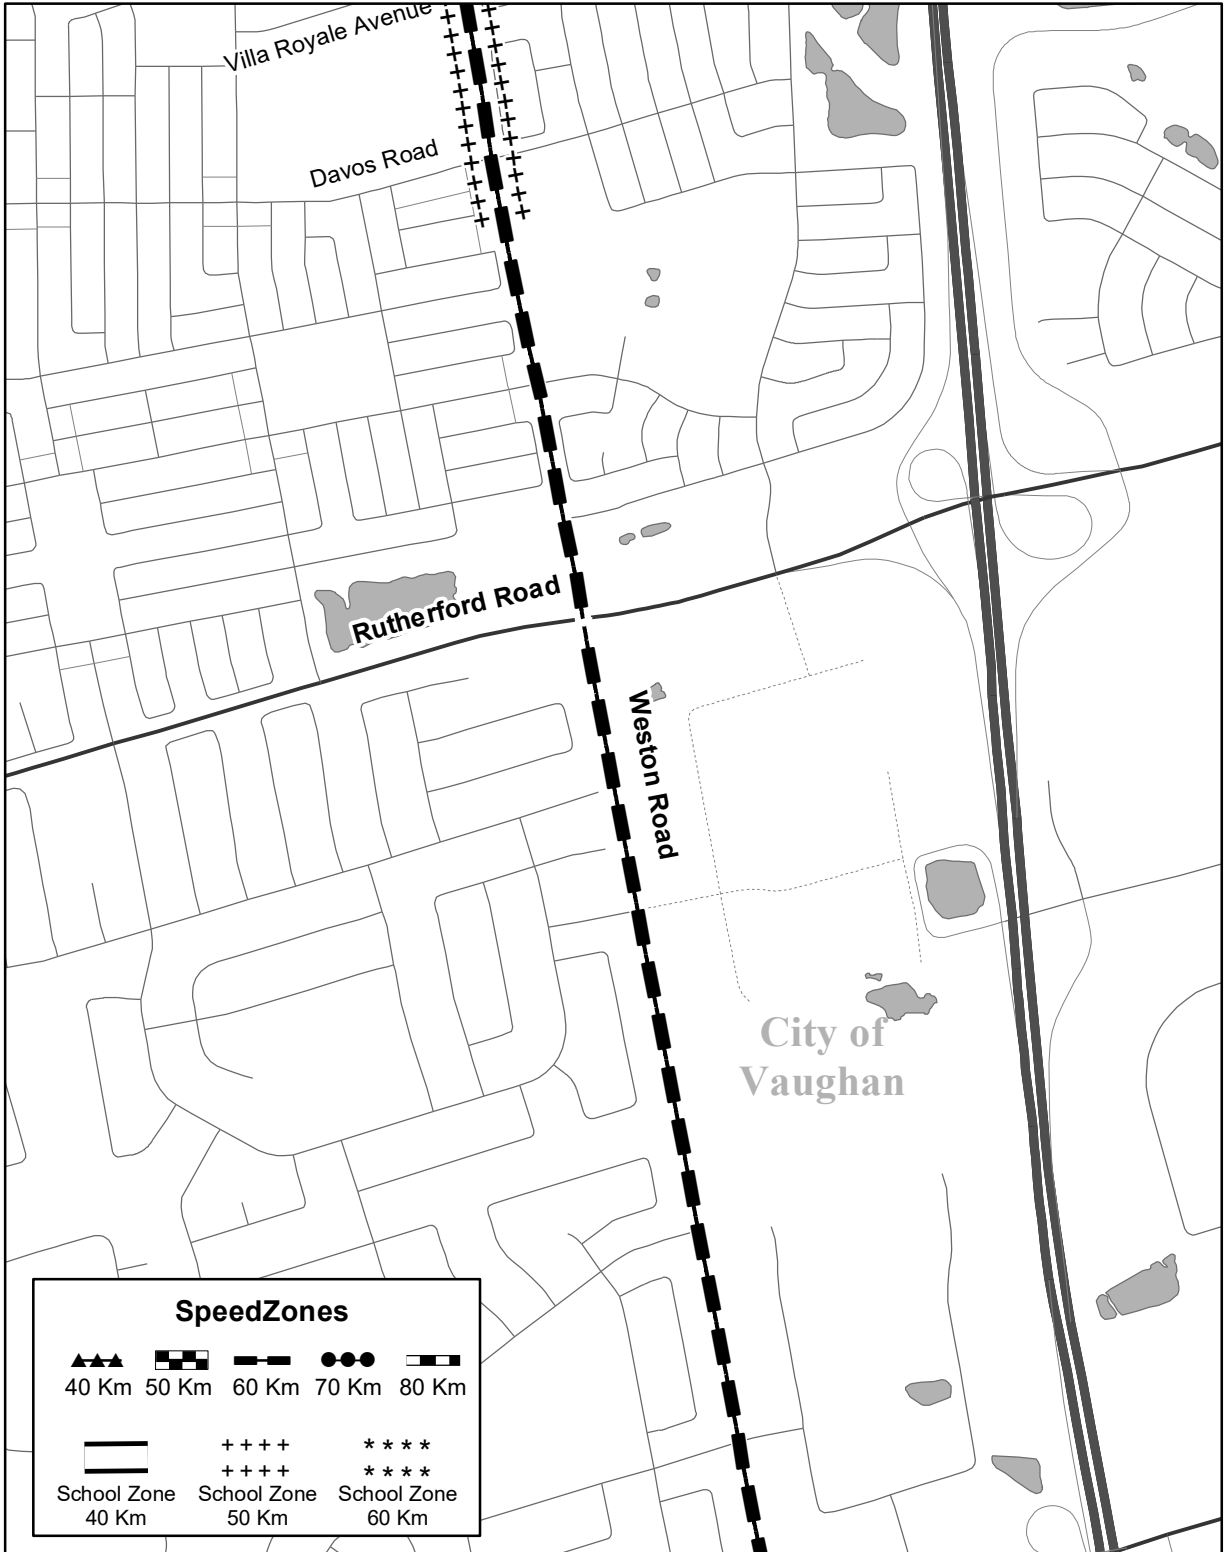 Villa Royale Avenue
Davos Road
Rutherford Road
Weston Road
City of
Vaughan
SpeedZones
40 Km 50 Km 60 Km 70 Km 80 Km
School Zone School Zone School Zone
40 Km 50 Km 60 Km